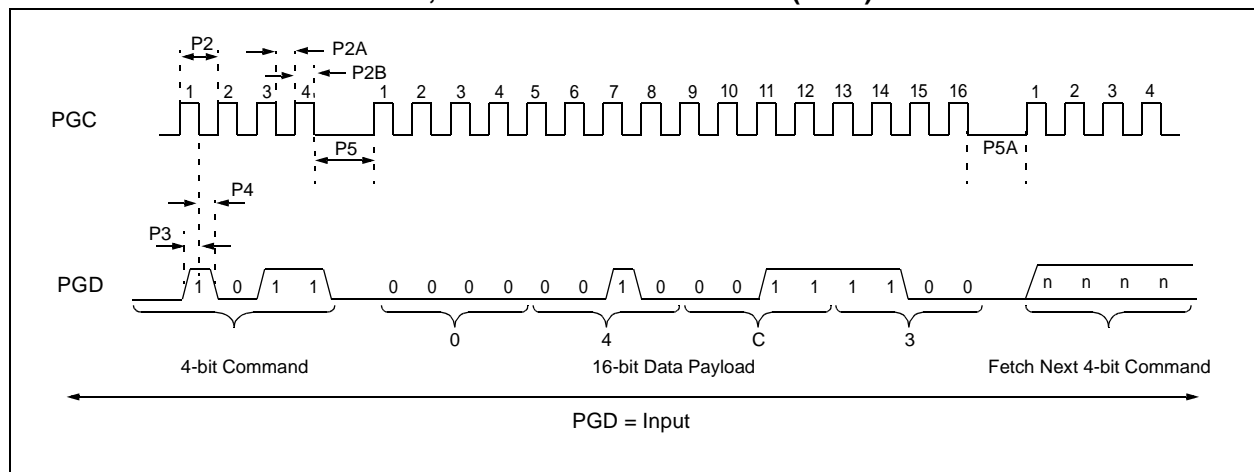 P2
P2A
P2B
1 2 3 4 1 2 3 4 5 6 7 8 9 10 11 12 13 14 15 16 1 2 3 4
PGC
P5
P5A
P4
P3
PGD
1 0 1 1 0 0 0 0 0 0 1 0 0 0 1 1 1 1 0 0 n n n n
0 4 C 3
4-bit Command 16-bit Data Payload Fetch Next 4-bit Command
PGD = Input